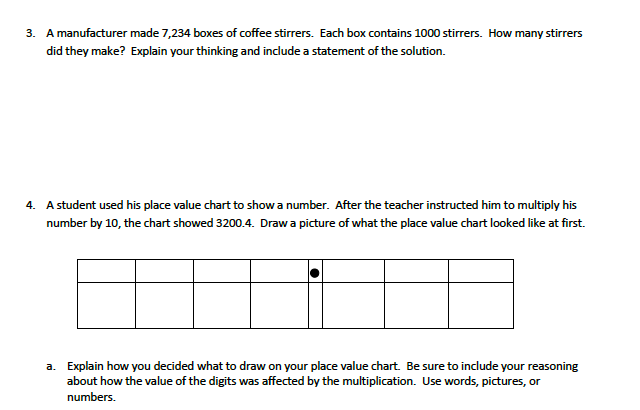 3. A manufacturer made 7,234 boxes of coffee stirrers. Each box contains 1000 stirrers. How many stirrers
did they make? Explain your thinking and include a statement of the solution.
4. A student used his place value chart to show a number. After the teacher instructed him to multiply his
number by 10, the chart showed 3200.4. Draw a picture of what the place value chart looked like at first.
a. Explain how you decided what to draw on your place value chart. Be sure to include your reasoning
about how the value of the digits was affected by the multiplication. Use words, pictures, or
numbers.